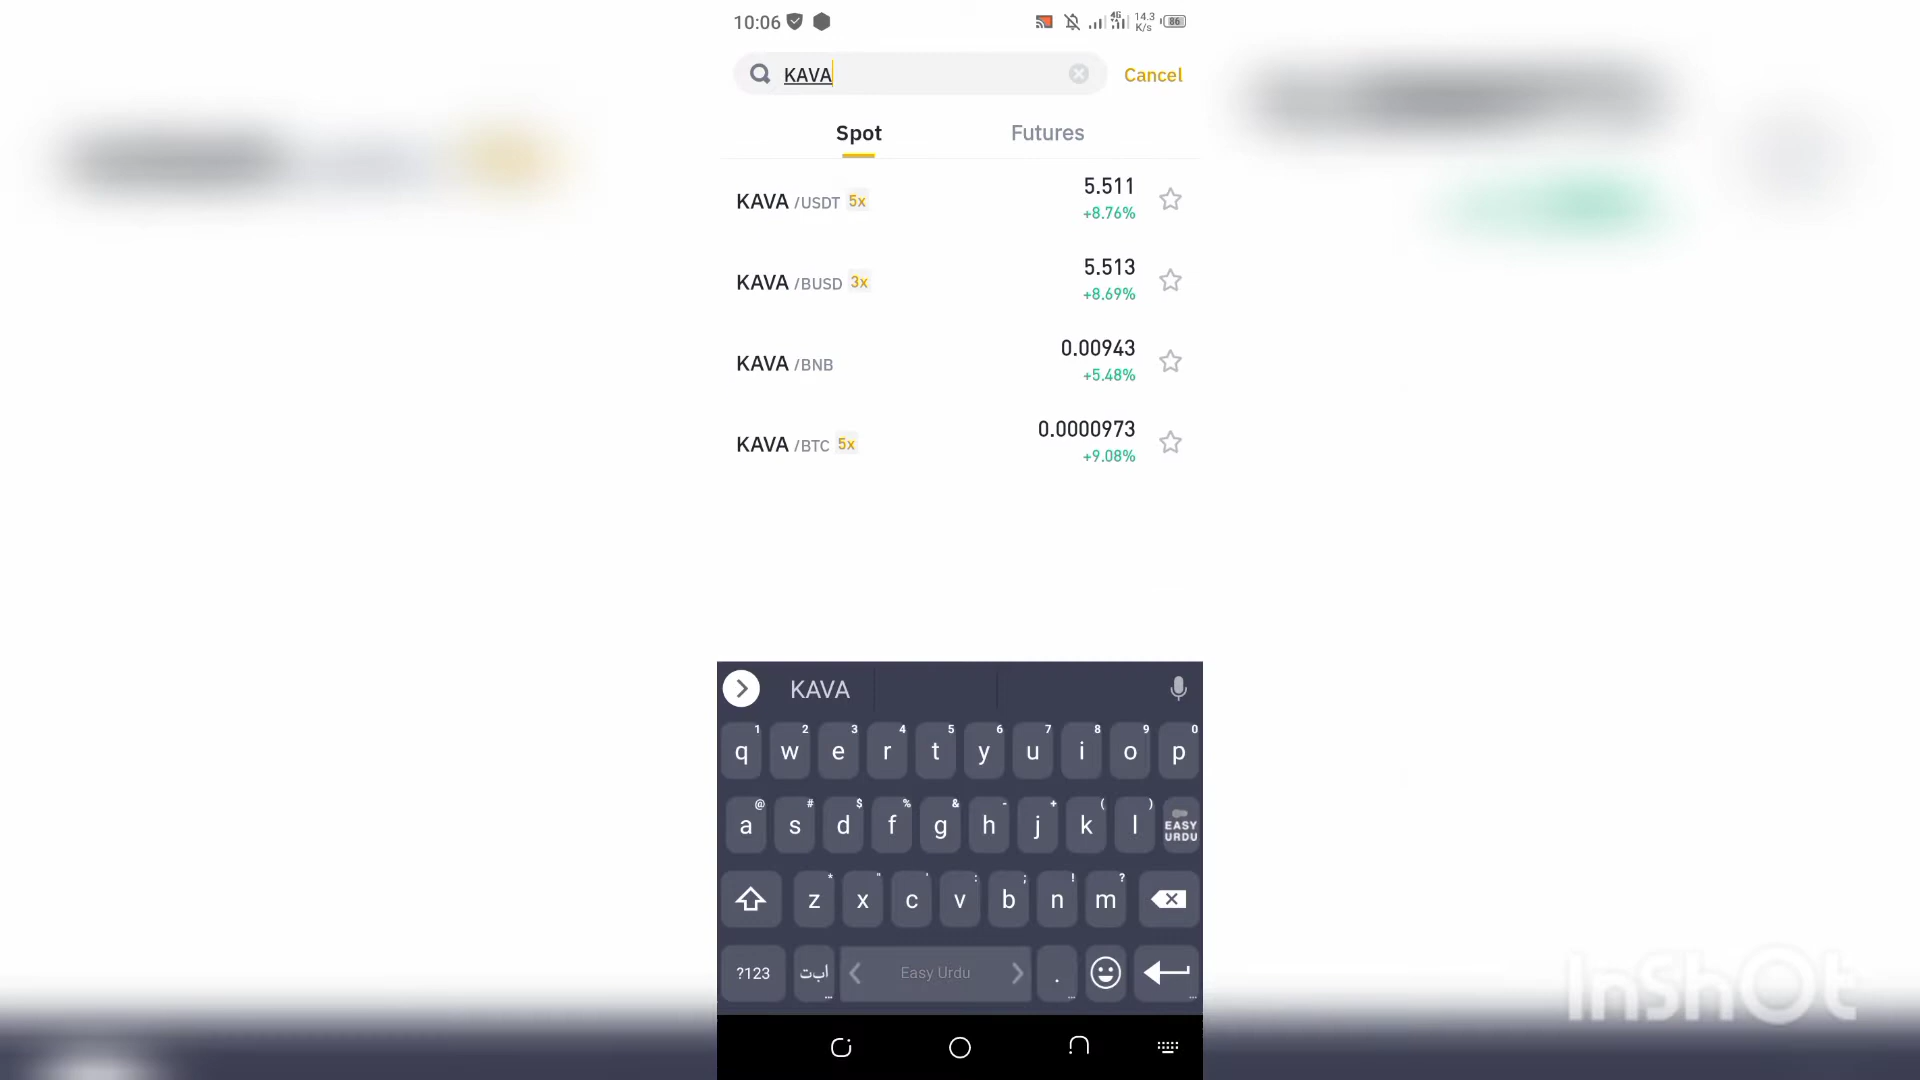 10:06 4G 14.3 K/s 86
KAVA Cancel
Spot Futures
KAVA /USDT 5x 5.511
+8.76%
KAVA /BUSD 3x 5.513
+8.69%
KAVA /BNB 0.00943
+5.48%
KAVA /BTC 5x 0.0000973
+9.08%
KAVA
1 2 3 4 5 6 7 8 9 0
q w e r t y u i o p
@ # $ % & - + ( )
a s d f g h j k l EASY URDU
* " ' : ; ! ?
z x c v b n m
?123 ا ب ت Easy Urdu .
InShOt